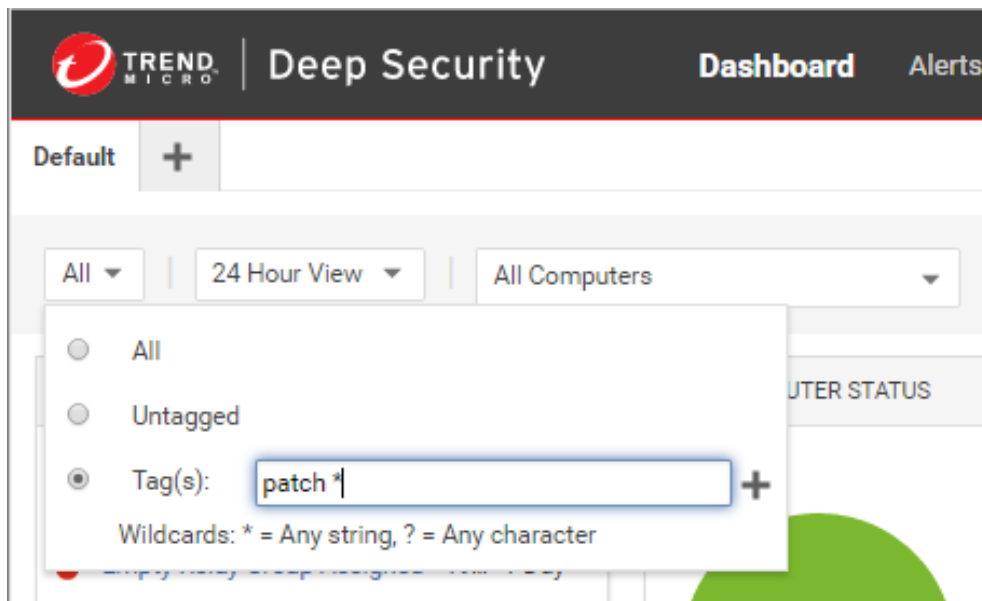 TREND MICRO | Deep Security Dashboard Alerts
Default +
All 24 Hour View All Computers
All
UTER STATUS
Untagged
Tag(s): patch * +
Wildcards: * = Any string, ? = Any character
Day